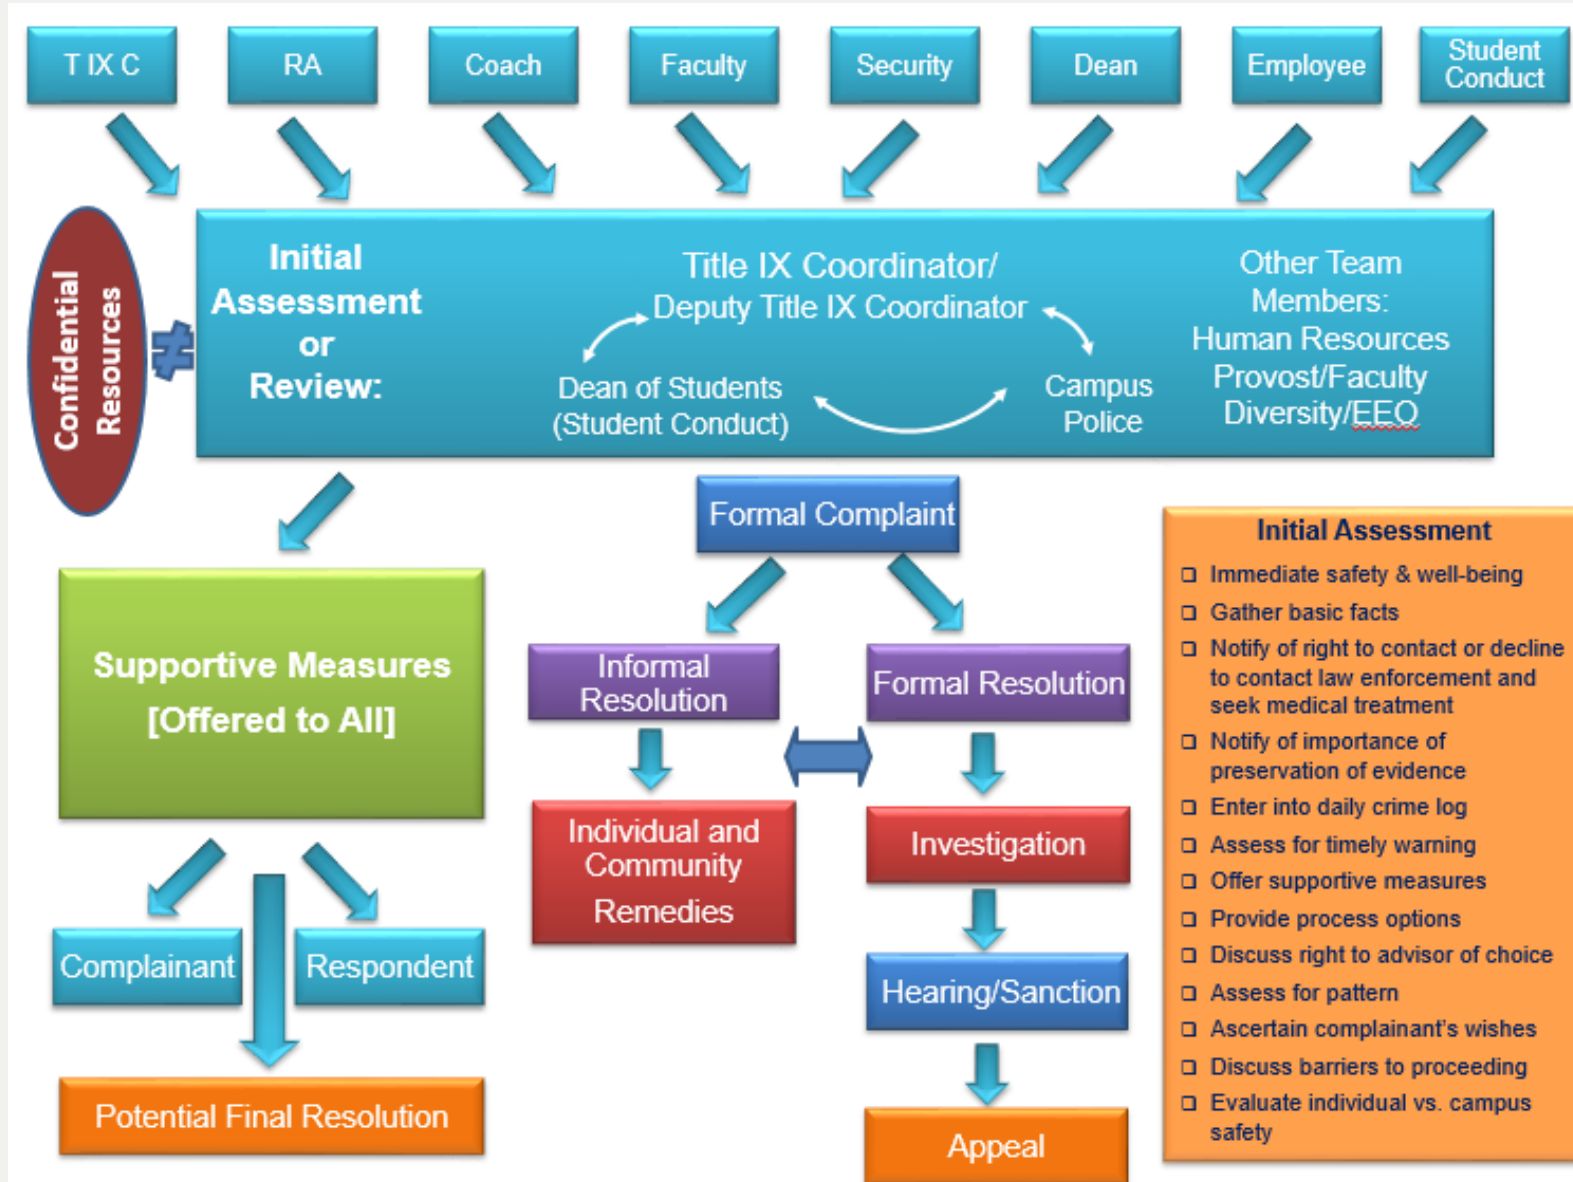 T IX C
RA
Coach
Faculty
Security
Dean
Employee
Student
Conduct
Confidential
Resources
≠
Initial
Assessment
or
Review:
Title IX Coordinator/
Deputy Title IX Coordinator
Dean of Students
(Student Conduct)
Campus
Police
Other Team
Members:
Human Resources
Provost/Faculty
Diversity/EEO
Supportive Measures
[Offered to All]
Complainant
Respondent
Potential Final Resolution
Formal Complaint
Informal
Resolution
Formal Resolution
Individual and
Community
Remedies
Investigation
Hearing/Sanction
Appeal
Initial Assessment
Immediate safety & well-being
Gather basic facts
Notify of right to contact or decline
to contact law enforcement and
seek medical treatment
Notify of importance of
preservation of evidence
Enter into daily crime log
Assess for timely warning
Offer supportive measures
Provide process options
Discuss right to advisor of choice
Assess for pattern
Ascertain complainant's wishes
Discuss barriers to proceeding
Evaluate individual vs. campus
safety